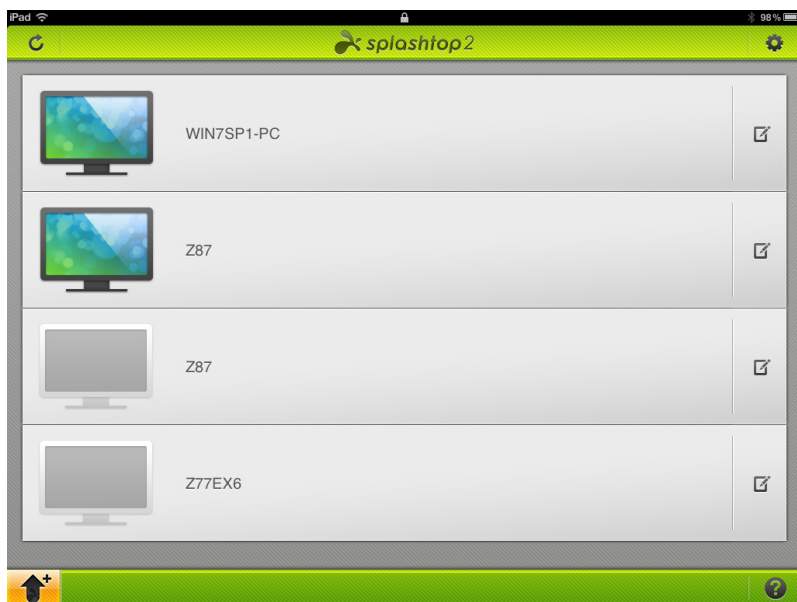 iPad 98%
splashtop2
WIN7SP1-PC
Z87
Z87
Z77EX6